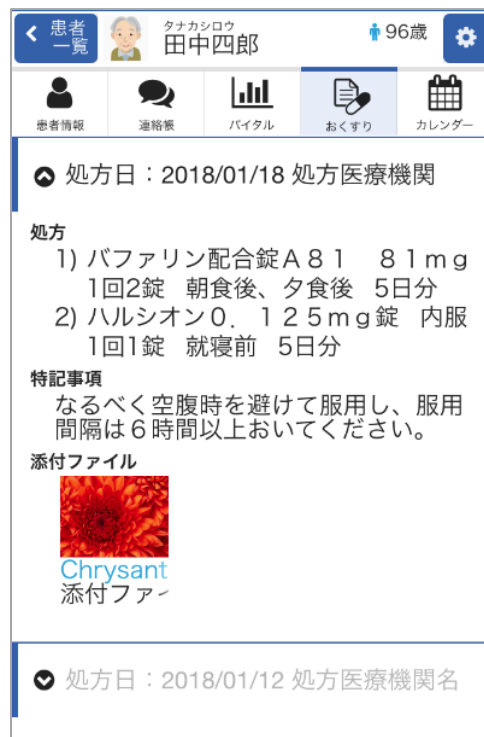 患者
一覧
タナカシロウ
田中四郎
96歳
患者情報
連絡帳
バイタル
おくすり
カレンダー
処方日：2018/01/18 処方医療機関
処方
1) バファリン配合錠A８１　８１ｍｇ
1回2錠　朝食後、夕食後　5日分
2) ハルシオン０．１２５ｍｇ錠　内服
1回1錠　就寝前　5日分
特記事項
なるべく空腹時を避けて服用し、服用
間隔は６時間以上おいてください。
添付ファイル
Chrysant
添付ファ
処方日：2018/01/12 処方医療機関名